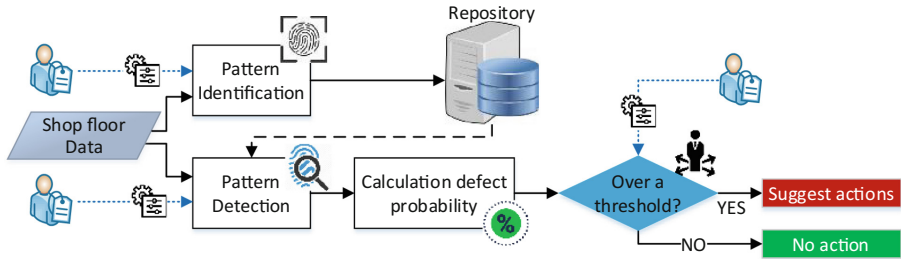 Repository
Pattern
Identification
Shop floor
Data
Pattern
Detection
Calculation defect
probability
%
Over a
threshold?
YES
Suggest actions
NO
No action